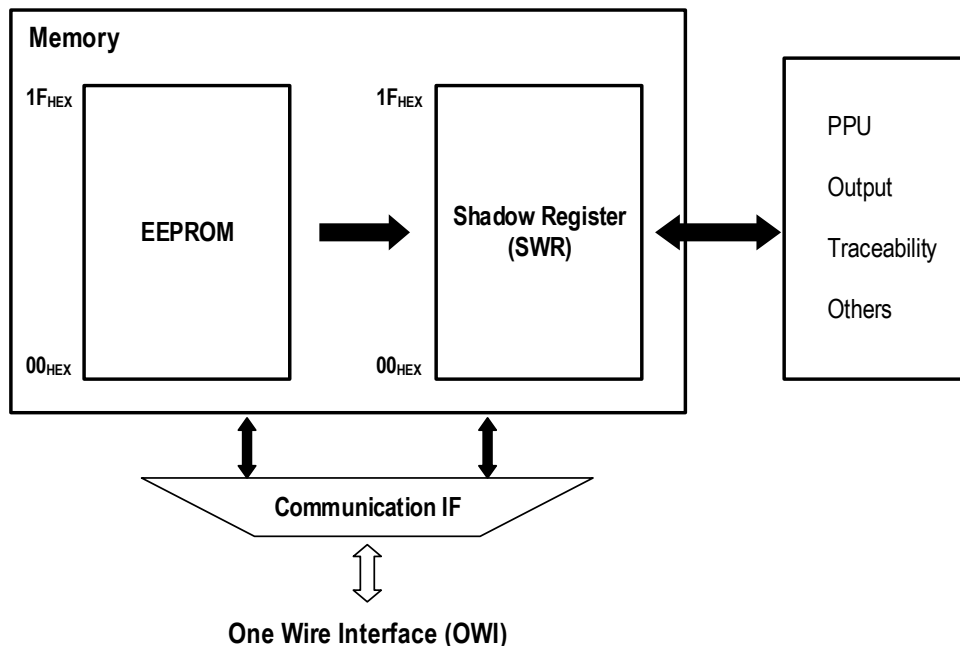 Memory
1FHEX
1FHEX
EEPROM
Shadow Register
(SWR)
00HEX
00HEX
PPU
Output
Traceability
Others
Communication IF
One Wire Interface (OWI)